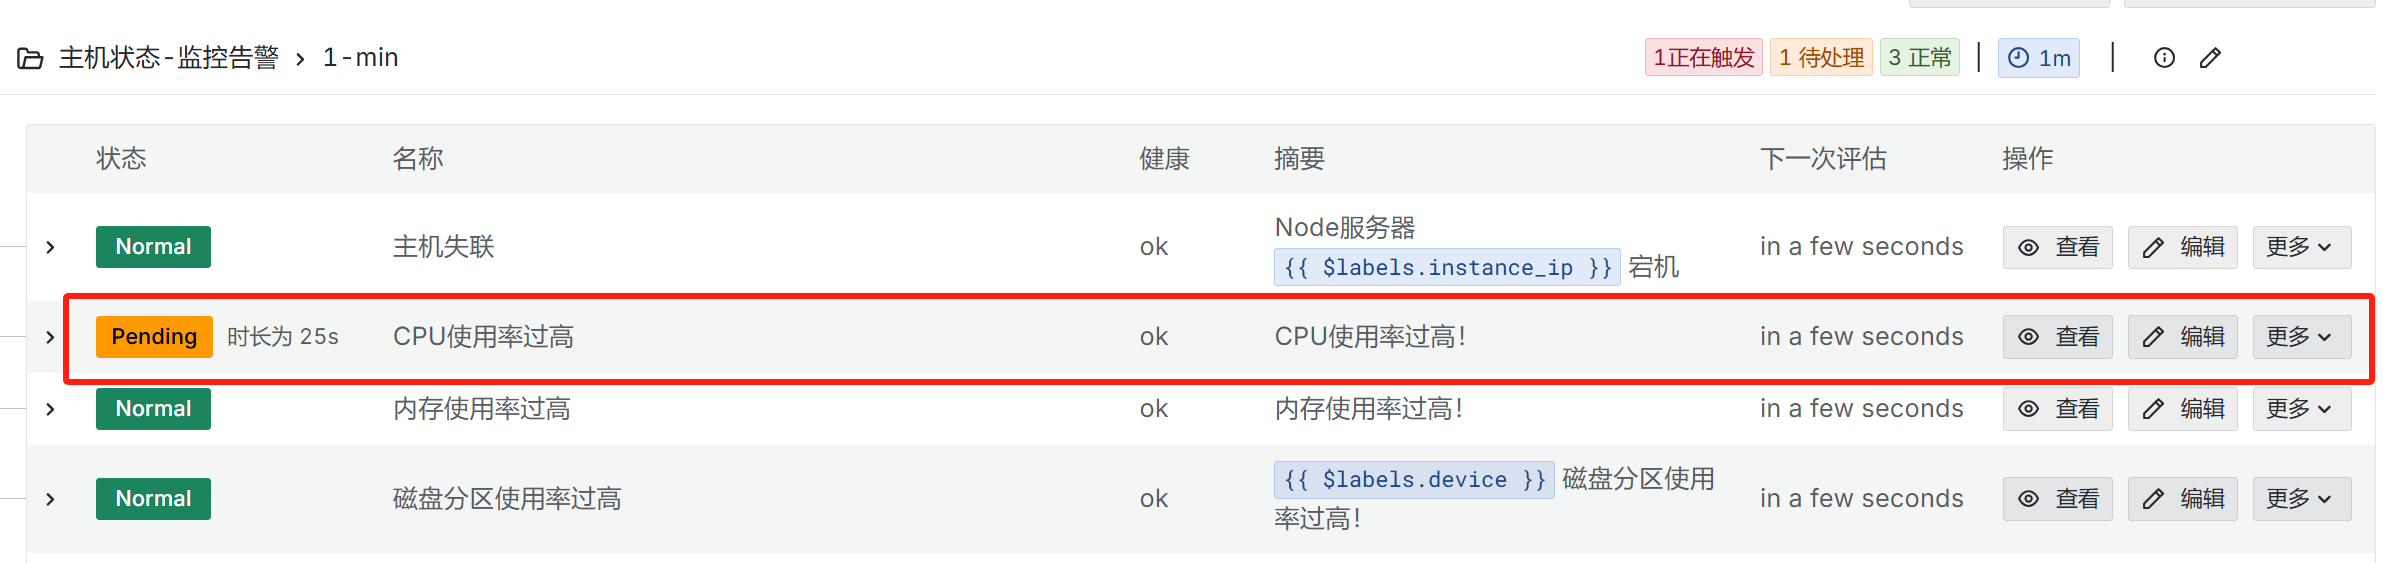 主机状态-监控告警 › 1-min
1正在触发 1 待处理 3 正常 | 1m |
状态 名称 健康 摘要 下一次评估 操作
Normal 主机失联 ok Node服务器 {{ $labels.instance_ip }} 宕机 in a few seconds 查看 编辑 更多
Pending 时长为 25s CPU使用率过高 ok CPU使用率过高! in a few seconds 查看 编辑 更多
Normal 内存使用率过高 ok 内存使用率过高! in a few seconds 查看 编辑 更多
Normal 磁盘分区使用率过高 ok {{ $labels.device }} 磁盘分区使用率过高! in a few seconds 查看 编辑 更多